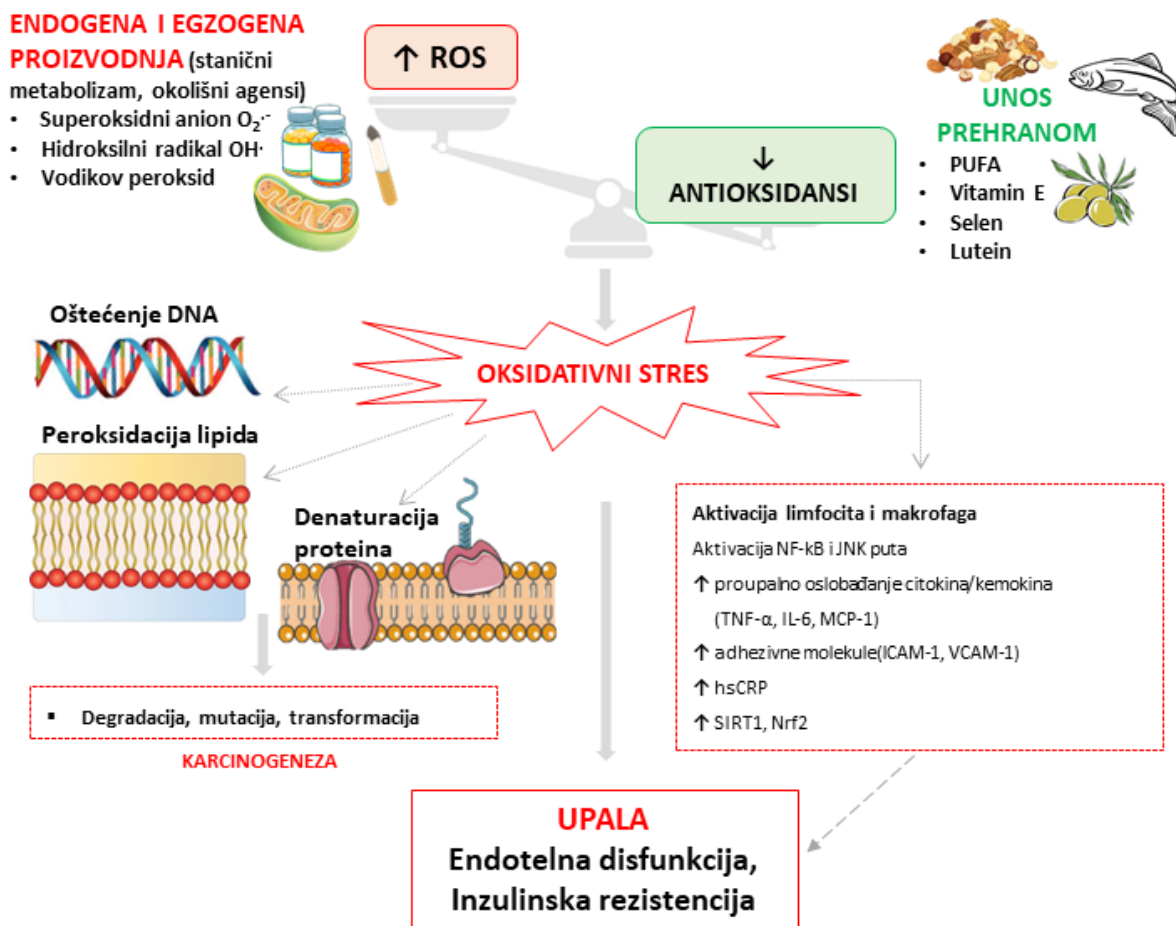 ENDOGENA I EGZOGENA
PROIZVODNJA (stanični
metabolizam, okolišni agensi)
• Superoksidni anion O₂·⁻
• Hidroksilni radikal OH·
• Vodikov peroksid
↑ ROS
↓
ANTIOKSIDANSI
UNOS
PREHRANOM
• PUFA
• Vitamin E
• Selen
• Lutein
OKSIDATIVNI STRES
Oštećenje DNA
Peroksidacija lipida
Denaturacija
proteina
▪ Degradacija, mutacija, transformacija
KARCINOGENEZA
Aktivacija limfocita i makrofaga
Aktivacija NF-kB i JNK puta
↑ proupalno oslobađanje citokina/kemokina
(TNF-α, IL-6, MCP-1)
↑ adhezivne molekule(ICAM-1, VCAM-1)
↑ hsCRP
↑ SIRT1, Nrf2
UPALA
Endotelna disfunkcija,
Inzulinska rezistencija